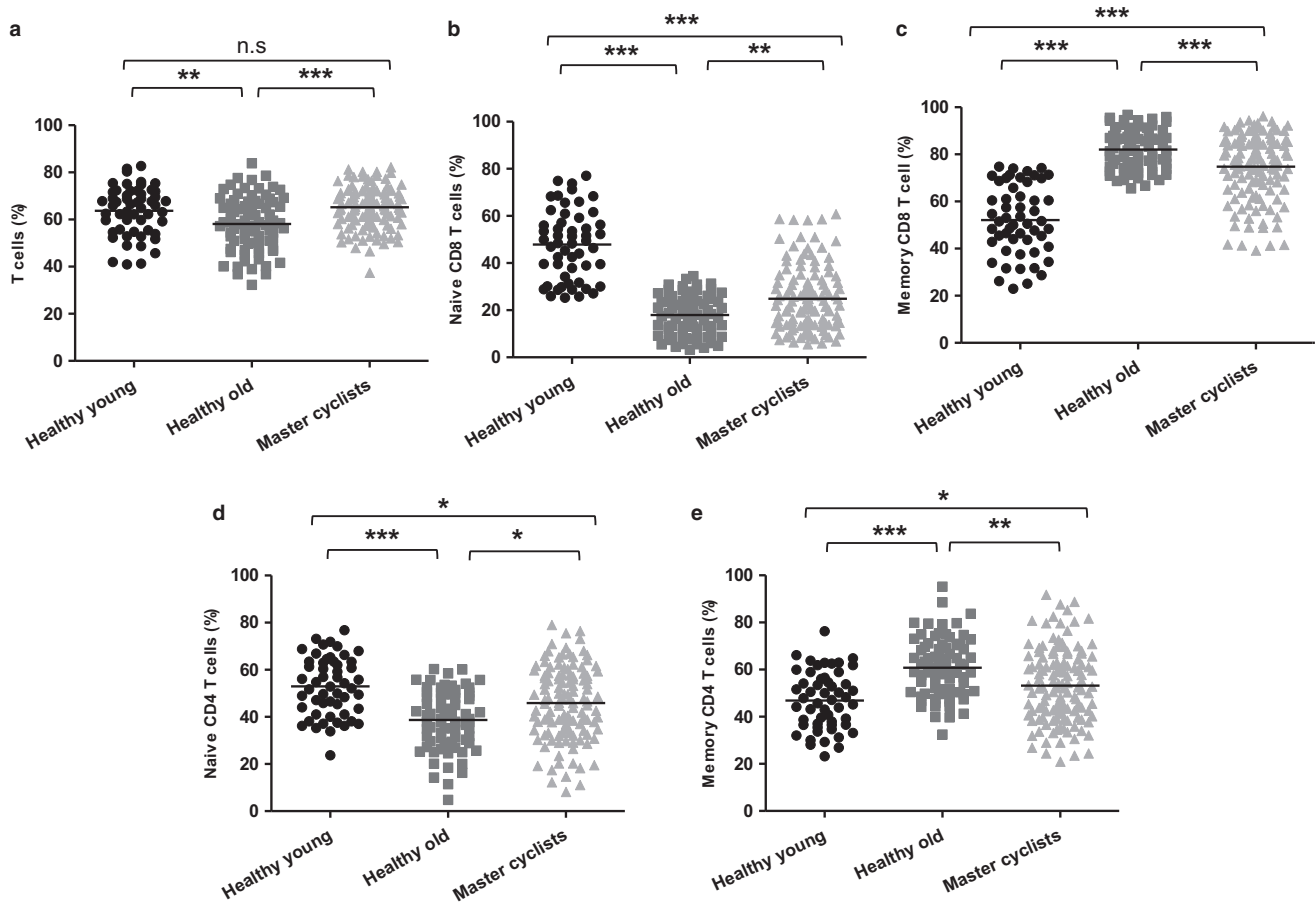 a
n.s
**
***
T cells (%)
100
80
60
40
20
0
Healthy young
Healthy old
Master cyclists
b
***
***
**
Naive CD8 T cells (%)
100
80
60
40
20
0
Healthy young
Healthy old
Master cyclists
c
***
***
***
Memory CD8 T cell (%)
100
80
60
40
20
0
Healthy young
Healthy old
Master cyclists
d
*
***
*
Naive CD4 T cells (%)
100
80
60
40
20
0
Healthy young
Healthy old
Master cyclists
e
*
***
**
Memory CD4 T cells (%)
100
80
60
40
20
0
Healthy young
Healthy old
Master cyclists